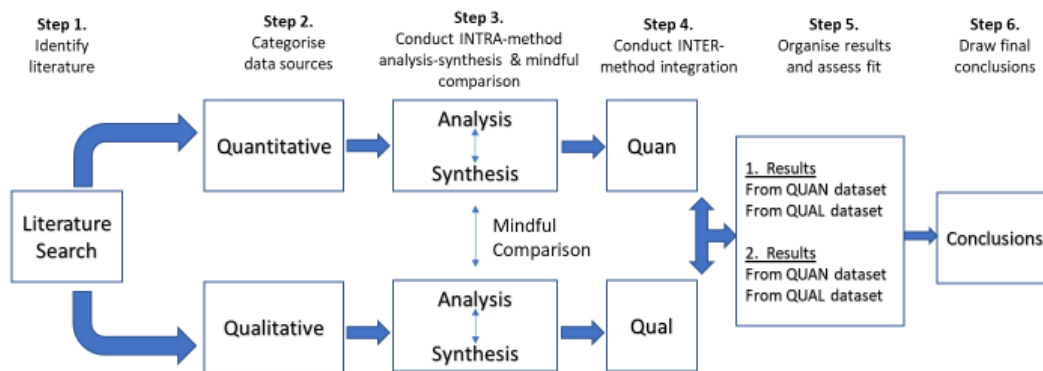 Step 1.
Identify
literature
Step 2.
Categorise
data sources
Step 3.
Conduct INTRA-method
analysis-synthesis & mindful
comparison
Step 4.
Conduct INTER-
method integration
Step 5.
Organise results
and assess fit
Step 6.
Draw final
conclusions
Literature
Search
Quantitative
Analysis
Synthesis
Quan
Mindful
Comparison
Qualitative
Analysis
Synthesis
Qual
1. Results
From QUAN dataset
From QUAL dataset
2. Results
From QUAN dataset
From QUAL dataset
Conclusions